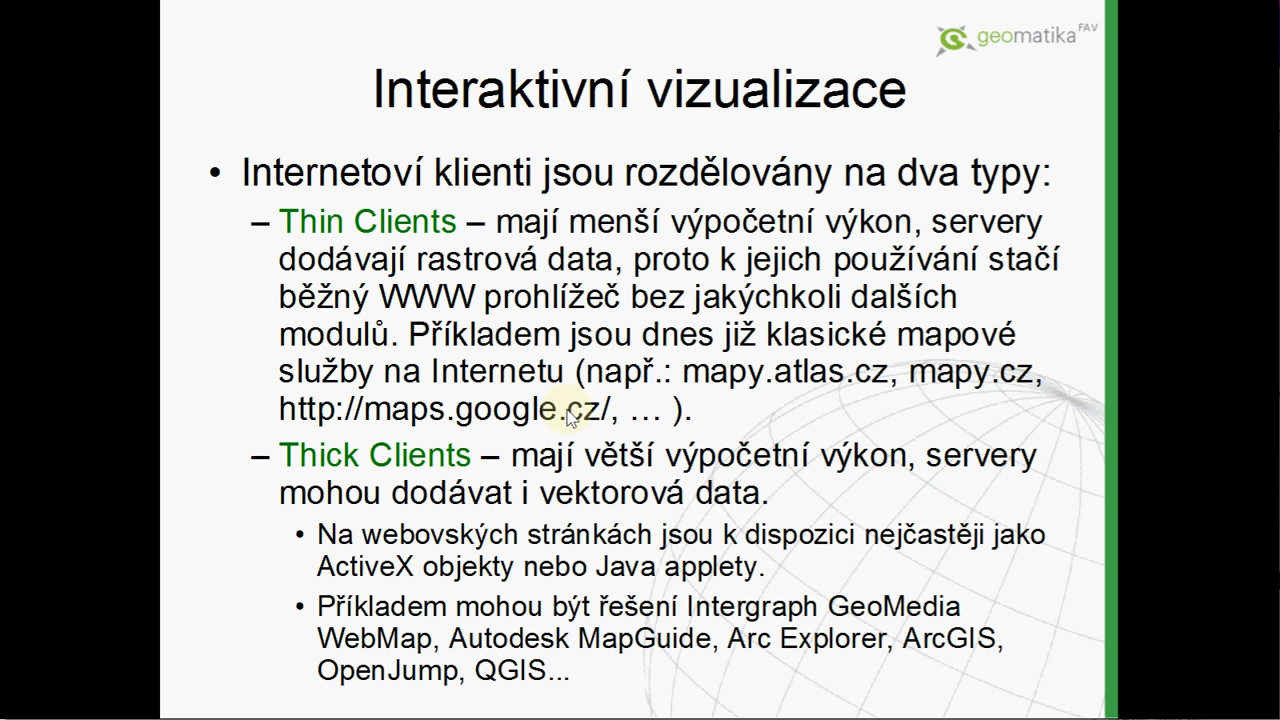 geomatika FAV
Interaktivní vizualizace
• Internetoví klienti jsou rozdělovány na dva typy:
– Thin Clients – mají menší výpočetní výkon, servery
dodávají rastrová data, proto k jejich používání stačí
běžný WWW prohlížeč bez jakýchkoli dalších
modulů. Příkladem jsou dnes již klasické mapové
služby na Internetu (např.: mapy.atlas.cz, mapy.cz,
http://maps.google.cz/, … ).
– Thick Clients – mají větší výpočetní výkon, servery
mohou dodávat i vektorová data.
• Na webovských stránkách jsou k dispozici nejčastěji jako
ActiveX objekty nebo Java applety.
• Příkladem mohou být řešení Intergraph GeoMedia
WebMap, Autodesk MapGuide, Arc Explorer, ArcGIS,
OpenJump, QGIS...